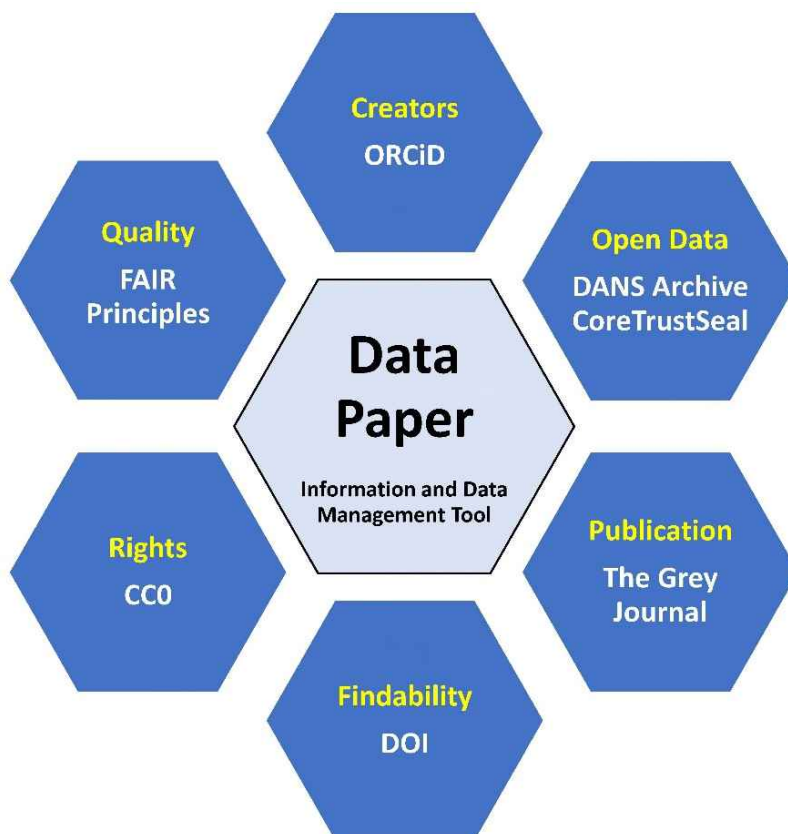 Creators
ORCiD
Quality
FAIR
Principles
Open Data
DANS Archive
CoreTrustSeal
Data
Paper
Information and Data
Management Tool
Rights
CC0
Publication
The Grey
Journal
Findability
DOI